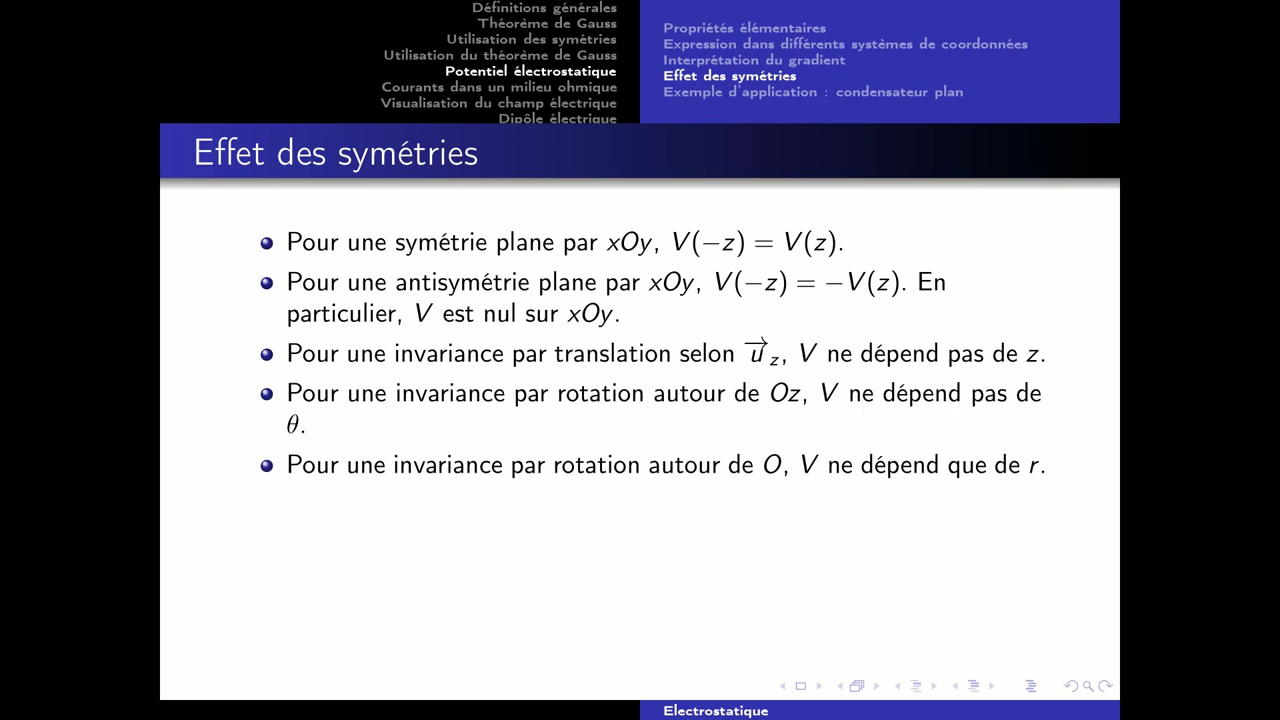 Définitions générales
Théorème de Gauss
Utilisation des symétries
Utilisation du théorème de Gauss
Potentiel électrostatique
Courants dans un milieu ohmique
Visualisation du champ électrique
Dipôle électrique
Propriétés élémentaires
Expression dans différents systèmes de coordonnées
Interprétation du gradient
Effet des symétries
Exemple d'application : condensateur plan
Effet des symétries
Pour une symétrie plane par xOy, V(−z) = V(z).
Pour une antisymétrie plane par xOy, V(−z) = −V(z). En
particulier, V est nul sur xOy.
Pour une invariance par translation selon \overrightarrow{u}_z, V ne dépend pas de z.
Pour une invariance par rotation autour de Oz, V ne dépend pas de
θ.
Pour une invariance par rotation autour de O, V ne dépend que de r.
Electrostatique